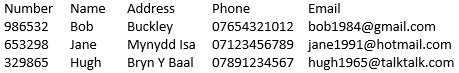 Number Name Address Phone Email
986532 Bob Buckley 07654321012 bob1984@gmail.com
653298 Jane Mynydd Isa 07123456789 jane1991@hotmail.com
329865 Hugh Bryn Y Baal 07891234567 hugh1965@talktalk.com